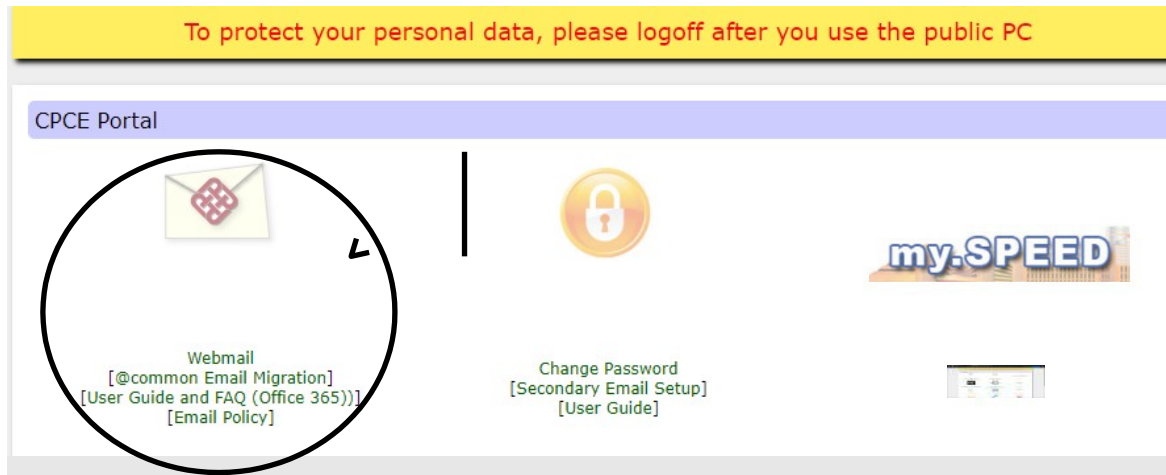 To protect your personal data, please logoff after you use the public PC
CPCE Portal
my.SPEED
Webmail
[@common Email Migration]
[User Guide and FAQ (Office 365))]
[Email Policy]
Change Password
[Secondary Email Setup]
[User Guide]